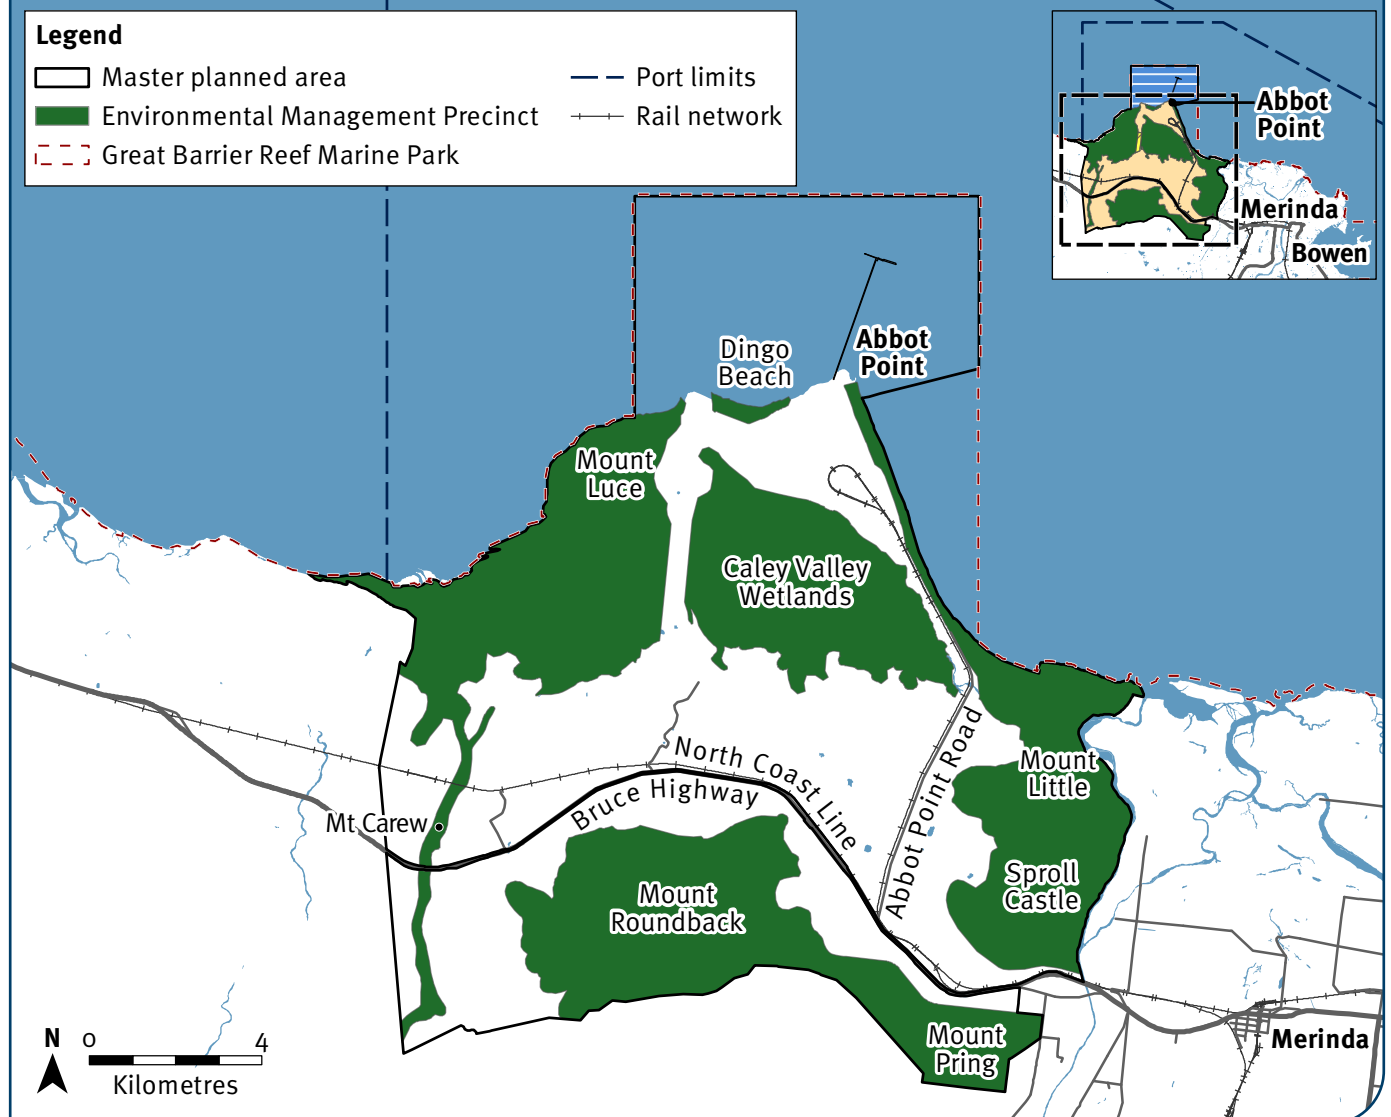 Legend
Master planned area
Environmental Management Precinct
Great Barrier Reef Marine Park
Port limits
Rail network
Abbot
Point
Merinda
Bowen
Dingo
Beach
Abbot
Point
Mount
Luce
Caley Valley
Wetlands
North Coast Line
Bruce Highway
Abbot Point Road
Mount
Little
Mt Carew
Sproll
Castle
Mount
Roundback
Mount
Pring
Merinda
N
0 4
Kilometres